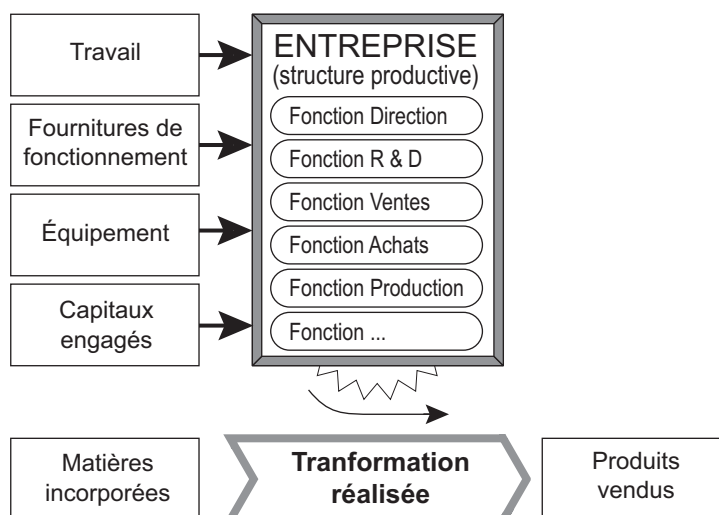 Travail
Fournitures de
fonctionnement
Équipement
Capitaux
engagés
ENTREPRISE
(structure productive)
Fonction Direction
Fonction R & D
Fonction Ventes
Fonction Achats
Fonction Production
Fonction ...
Matières
incorporées
Tranformation
réalisée
Produits
vendus